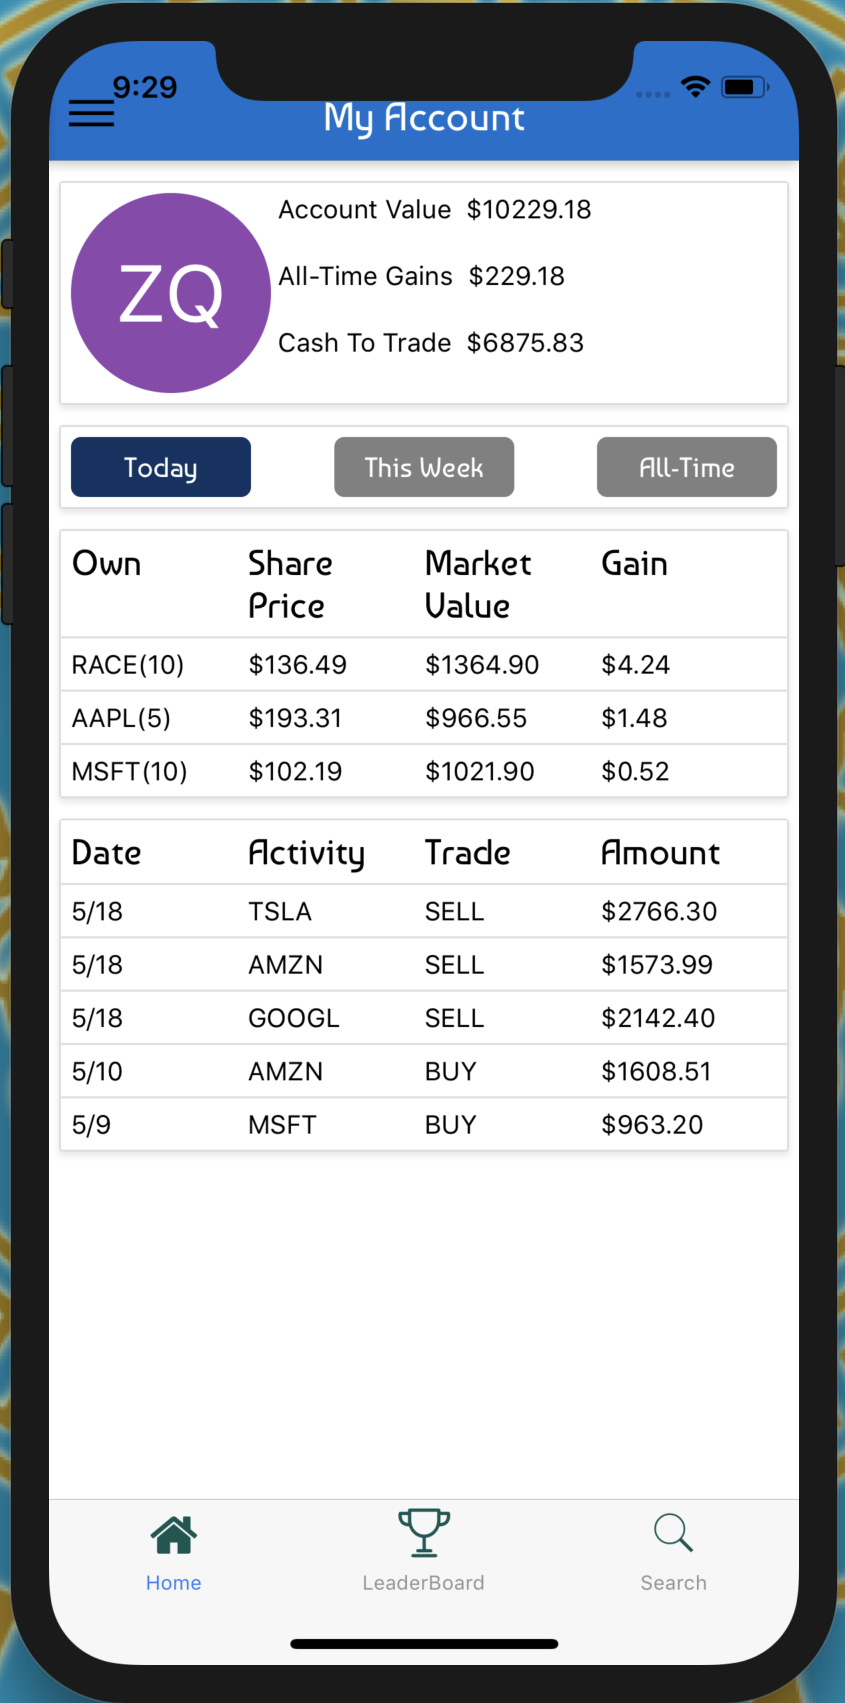 9:29
My Account
ZQ
Account Value $10229.18
All-Time Gains $229.18
Cash To Trade $6875.83
Today This Week All-Time
Own Share Price Market Value Gain
RACE(10) $136.49 $1364.90 $4.24
AAPL(5) $193.31 $966.55 $1.48
MSFT(10) $102.19 $1021.90 $0.52
Date Activity Trade Amount
5/18 TSLA SELL $2766.30
5/18 AMZN SELL $1573.99
5/18 GOOGL SELL $2142.40
5/10 AMZN BUY $1608.51
5/9 MSFT BUY $963.20
Home LeaderBoard Search